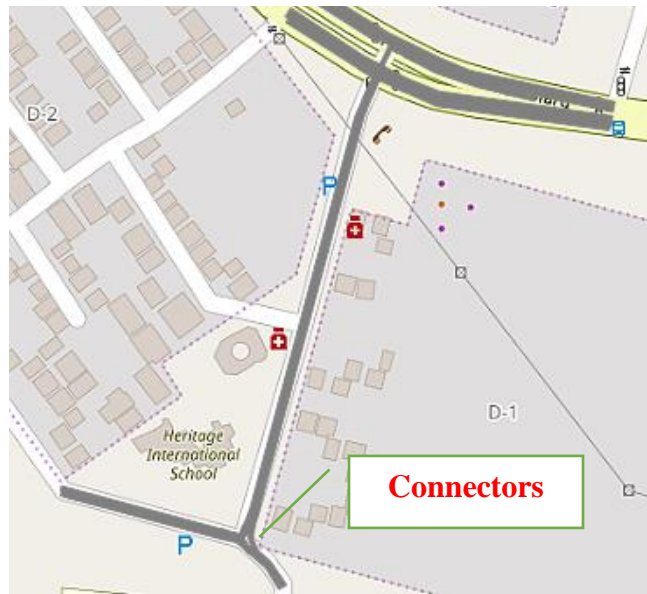 D-2
P
D-1
Heritage
International
School
Connectors
P